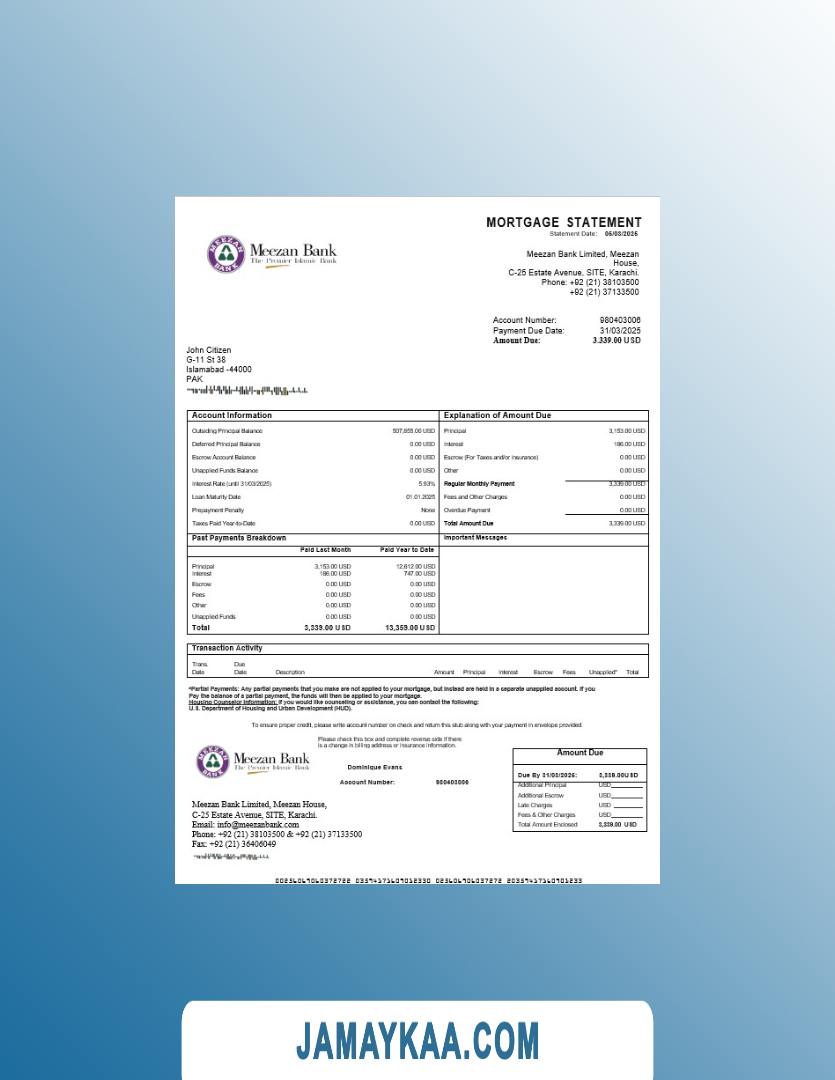 MORTGAGE STATEMENT
Statement Date: 05/03/2025
MEEZAN BANK
Meezan Bank
The Premier Islamic Bank
Meezan Bank Limited, Meezan
House,
C-25 Estate Avenue, SITE, Karachi.
Phone: +92 (21) 38103500
+92 (21) 37133500
Account Number: 980403006
Payment Due Date: 31/03/2025
Amount Due: 3,339.00 USD
John Citizen
G-11 St 38
Islamabad -44000
PAK
Account Information
Outsding Principal Balance 507,855.00 USD
Deferred Principal Balance 0.00 USD
Escrow Account Balance 0.00 USD
Unapplied Funds Balance 0.00 USD
Interest Rate (until 31/03/2025) 5.93%
Loan Maturity Date 01.01.2025
Prepayment Penalty None
Taxes Paid Year-to-Date 0.00 USD
Explanation of Amount Due
Principal 3,153.00 USD
Interest 186.00 USD
Escrow (For Taxes and/or Insurance) 0.00 USD
Other 0.00 USD
Regular Monthly Payment 3,339.00 USD
Fees and Other Charges 0.00 USD
Overdue Payment 0.00 USD
Total Amount Due 3,339.00 USD
Past Payments Breakdown
Paid Last Month Paid Year to Date
Principal 3,153.00 USD 12,612.00 USD
Interest 186.00 USD 747.00 USD
Escrow 0.00 USD 0.00 USD
Fees 0.00 USD 0.00 USD
Other 0.00 USD 0.00 USD
Unapplied Funds 0.00 USD 0.00 USD
Total 3,339.00 USD 13,359.00 USD
Important Messages
Transaction Activity
Trans. Due
Date Date Description Amount Principal Interest Escrow Fees Unapplied* Total
*Partial Payments: Any partial payments that you make are not applied to your mortgage, but instead are held in a separate unapplied account. If you
Pay the balance of a partial payment, the funds will then be applied to your mortgage.
Housing Counselor Information: If you would like counseling or assistance, you can contact the following:
U.S. Department of Housing and Urban Development (HUD).
To ensure proper credit, please write account number on check and return this stub along with your payment in envelope provided.
Please check this box and complete reverse side if there
is a change in billing address or insurance information.
MEEZAN BANK
Meezan Bank
The Premier Islamic Bank
Dominique Evans
Account Number: 980403006
Meezan Bank Limited, Meezan House,
C-25 Estate Avenue, SITE, Karachi.
Email: info@meezanbank.com
Phone: +92 (21) 38103500 & +92 (21) 37133500
Fax: +92 (21) 36406049
Amount Due
Due By 31/03/2025: 3,339.00USD
Additional Principal USD
Additional Escrow USD
Late Charges USD
Fees & Other Charges USD
Total Amount Enclosed 3,339.00 USD
JAMAYKAA.COM